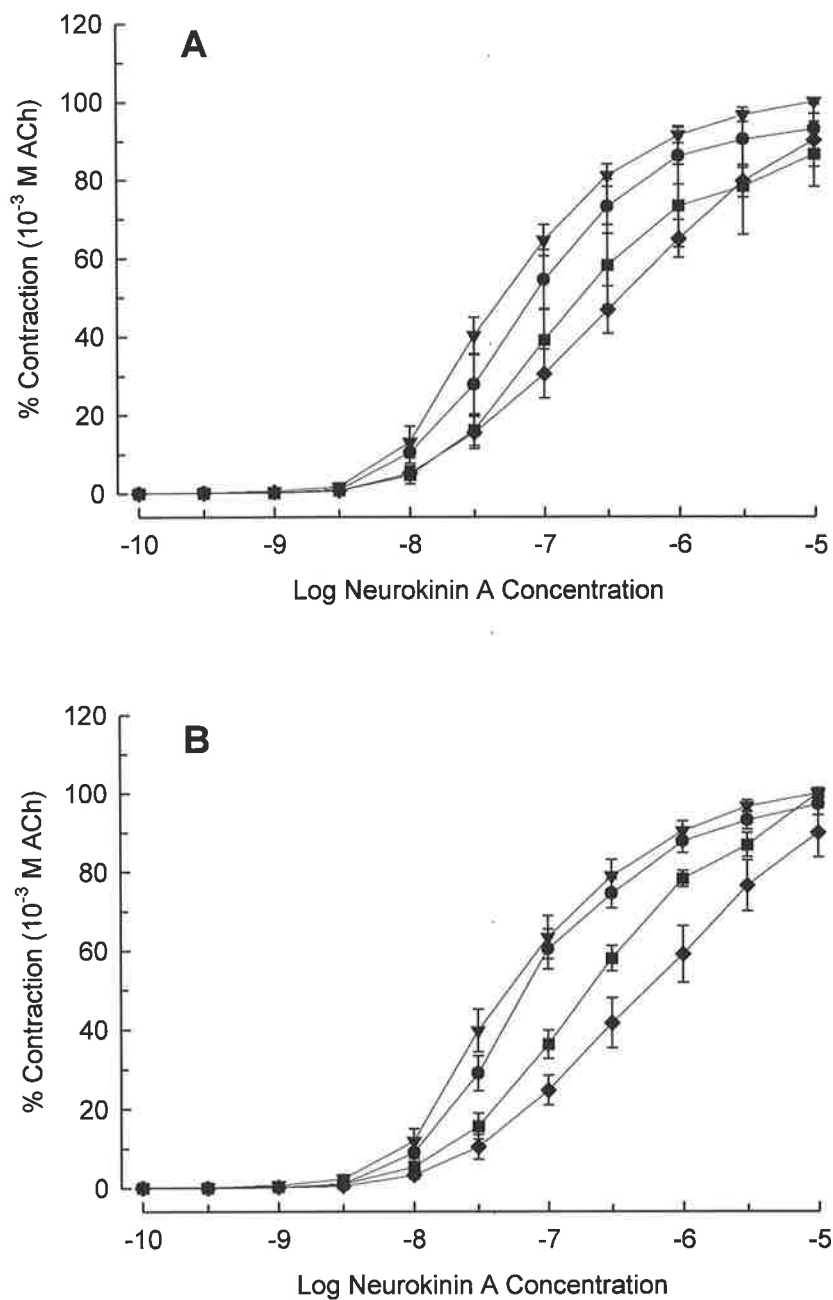 A
120
100
80
60
40
20
0
% Contraction (10⁻³ M ACh)
-10 -9 -8 -7 -6 -5
Log Neurokinin A Concentration
B
120
100
80
60
40
20
0
% Contraction (10⁻³ M ACh)
-10 -9 -8 -7 -6 -5
Log Neurokinin A Concentration